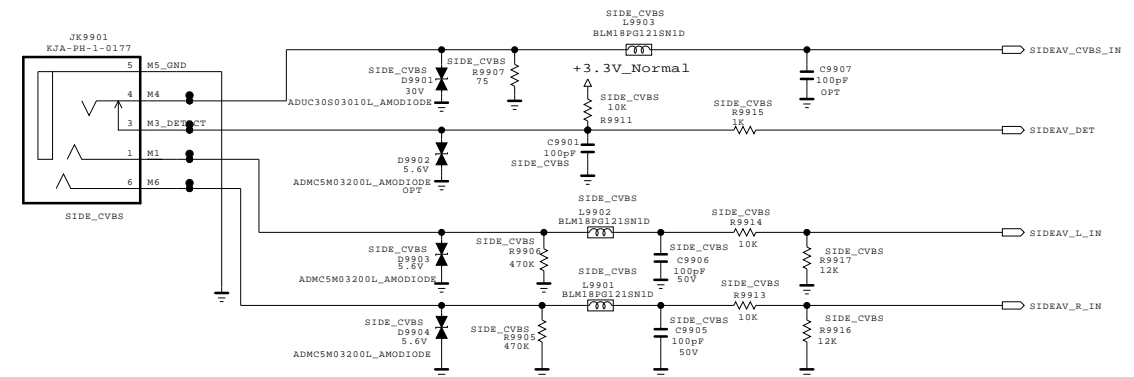 SIDE_CVBS
L9903
BLM18PG121SN1D
JK9901
KJA-PH-1-0177
5 M5_GND
4 M4
3 M3_DETECT
1 M1
6 M6
SIDE_CVBS
SIDE_CVBS
D9901
30V
ADUC30S03010L_AMODIODE
SIDE_CVBS
R9907
75
+3.3V_Normal
SIDE_CVBS
10K
R9911
C9907
100pF
OPT
SIDEAV_CVBS_IN
SIDE_CVBS
R9915
1K
SIDEAV_DET
D9902
5.6V
ADMC5M03200L_AMODIODE
OPT
C9901
100pF
SIDE_CVBS
SIDE_CVBS
L9902
BLM18PG121SN1D
SIDE_CVBS
R9914
10K
SIDEAV_L_IN
SIDE_CVBS
D9903
5.6V
ADMC5M03200L_AMODIODE
SIDE_CVBS
R9906
470K
SIDE_CVBS
C9906
100pF
50V
SIDE_CVBS
R9917
12K
SIDE_CVBS
L9901
BLM18PG121SN1D
SIDE_CVBS
R9913
10K
SIDEAV_R_IN
SIDE_CVBS
D9904
5.6V
ADMC5M03200L_AMODIODE
SIDE_CVBS
R9905
470K
SIDE_CVBS
C9905
100pF
50V
SIDE_CVBS
R9916
12K